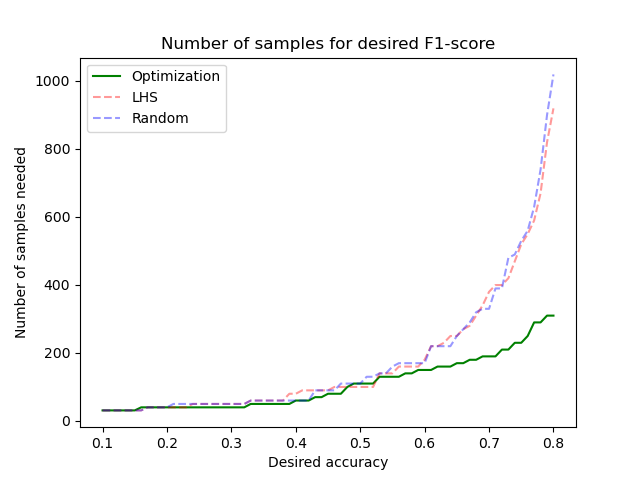 Number of samples for desired F1-score
Optimization
LHS
Random
Number of samples needed
1000
800
600
400
200
0
0.1 0.2 0.3 0.4 0.5 0.6 0.7 0.8
Desired accuracy